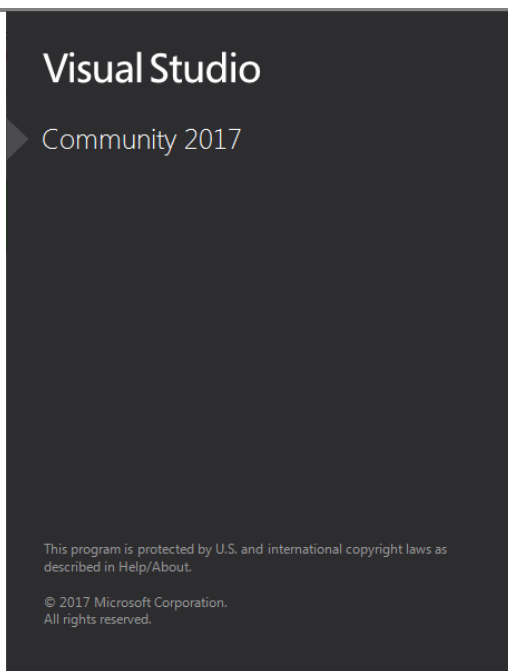 Visual Studio
Community 2017
This program is protected by U.S. and international copyright laws as
described in Help/About.
© 2017 Microsoft Corporation.
All rights reserved.